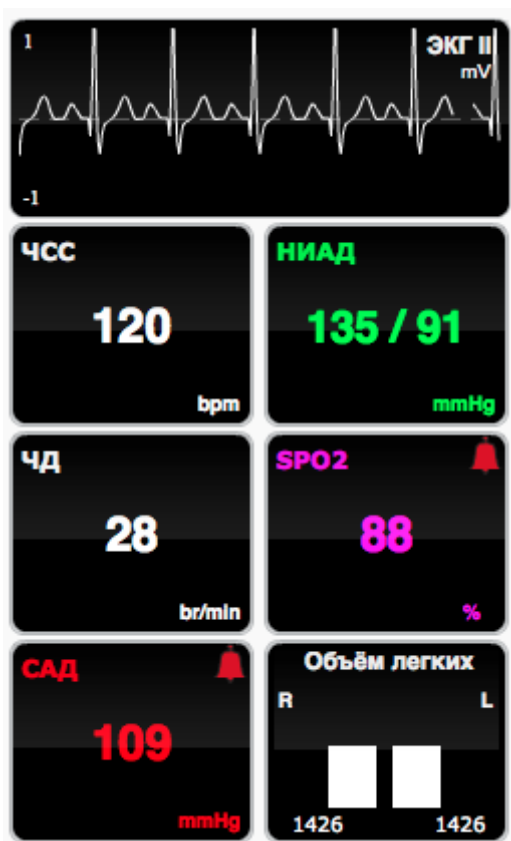 1
ЭКГ II
mV
-1
ЧСС
120
bpm
НИАД
135 / 91
mmHg
ЧД
28
br/min
SPO2
88
%
САД
109
mmHg
Объём легких
R L
1426 1426